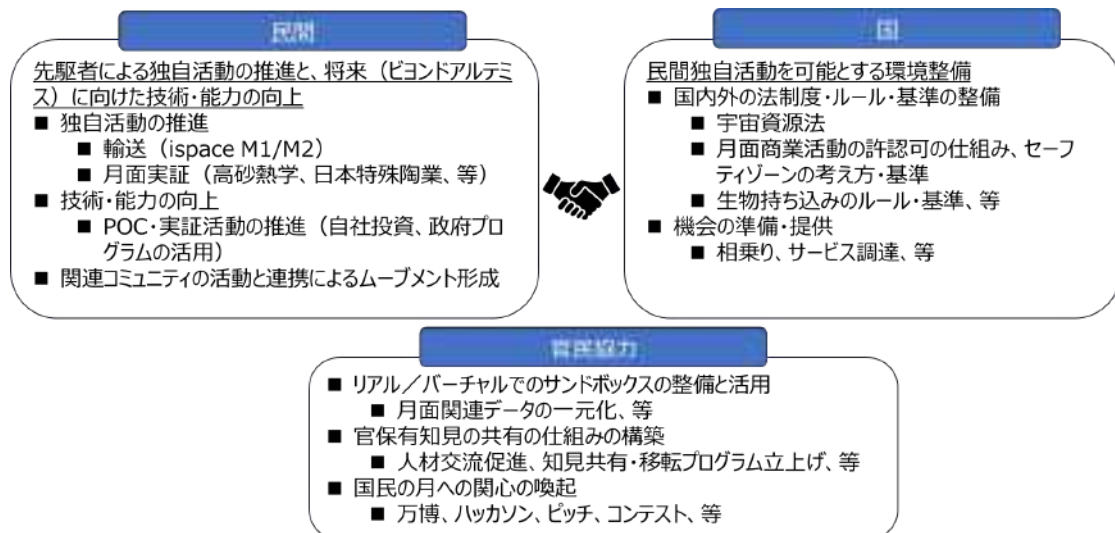 民間
先駆者による独自活動の推進と、将来（ビヨンドアルテミ
ス）に向けた技術・能力の向上
■ 独自活動の推進
■ 輸送（ispace M1/M2）
■ 月面実証（高砂熱学、日本特殊陶業、等）
■ 技術・能力の向上
■ POC・実証活動の推進（自社投資、政府プロ
グラムの活用）
■ 関連コミュニティの活動と連携によるムーブメント形成
国
民間独自活動を可能とする環境整備
■ 国内外の法制度・ルール・基準の整備
■ 宇宙資源法
■ 月面商業活動の許認可の仕組み、セーフ
ティゾーンの考え方・基準
■ 生物持ち込みのルール・基準、等
■ 機会の準備・提供
■ 相乗り、サービス調達、等
官民協力
■ リアル／バーチャルでのサンドボックスの整備と活用
■ 月面関連データの一元化、等
■ 官保有知見の共有の仕組みの構築
■ 人材交流促進、知見共有・移転プログラム立上げ、等
■ 国民の月への関心の喚起
■ 万博、ハッカソン、ピッチ、コンテスト、等